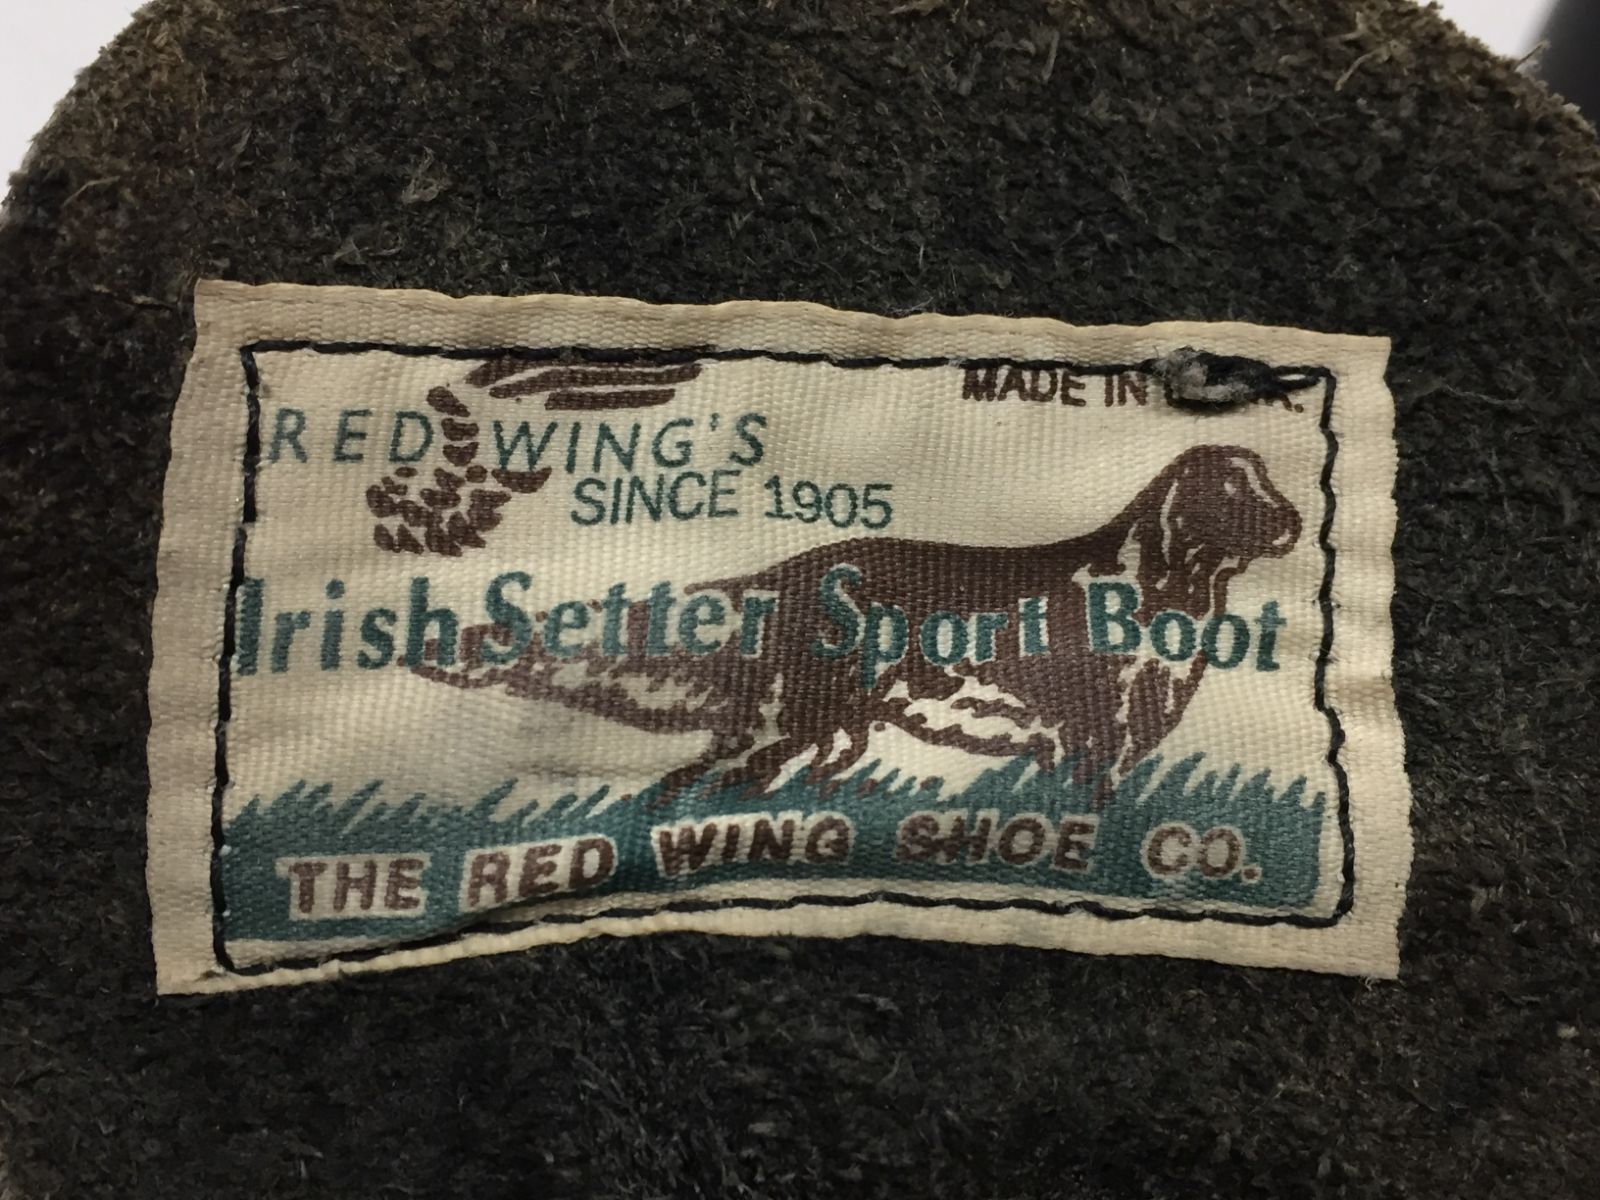 MADE IN
RED WING'S
SINCE 1905
Irish Setter Sport Boot
THE RED WING SHOE CO.